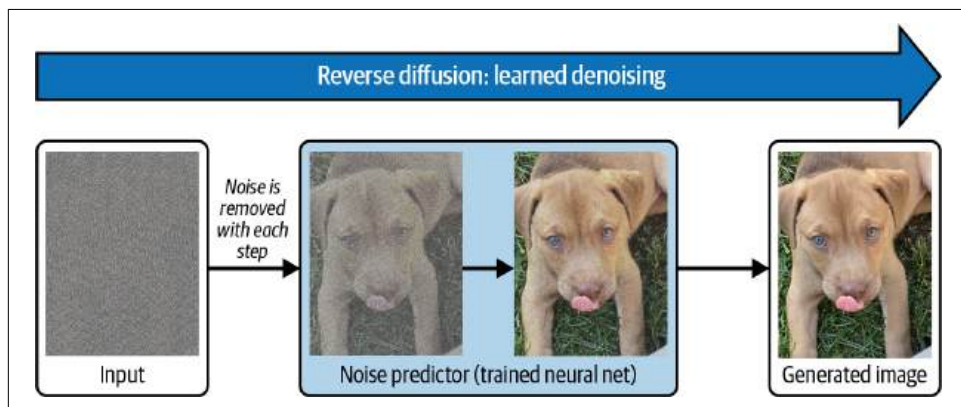 Reverse diffusion: learned denoising
Noise is
removed
with each
step
Input
Noise predictor (trained neural net)
Generated image